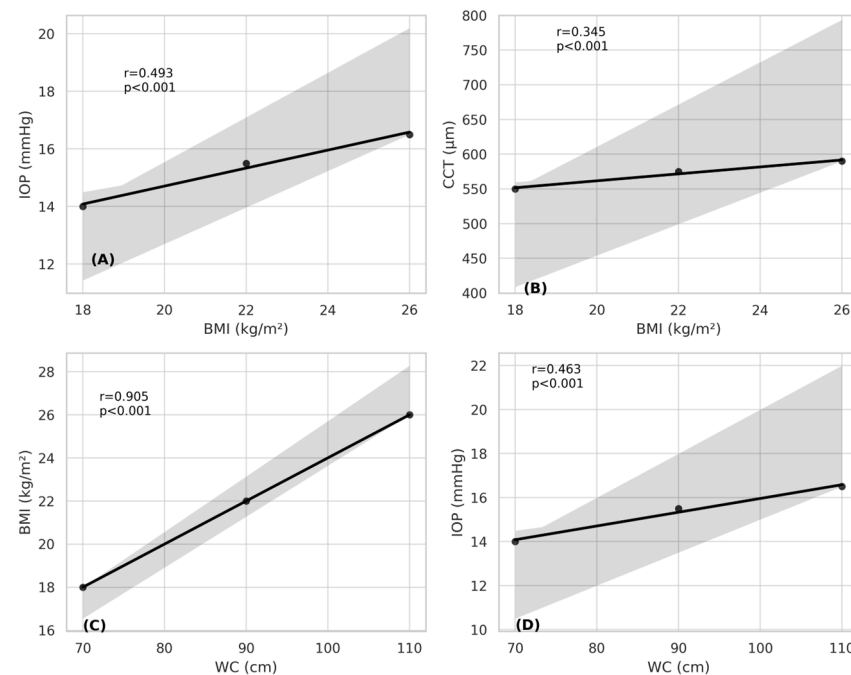 20
18
16
14
12
IOP (mmHg)
r=0.493
p<0.001
(A)
18 20 22 24 26
BMI (kg/m²)
800
750
700
650
600
550
500
450
400
CCT (μm)
r=0.345
p<0.001
(B)
18 20 22 24 26
BMI (kg/m²)
28
26
24
22
20
18
16
BMI (kg/m²)
r=0.905
p<0.001
(C)
70 80 90 100 110
WC (cm)
22
20
18
16
14
12
10
IOP (mmHg)
r=0.463
p<0.001
(D)
70 80 90 100 110
WC (cm)